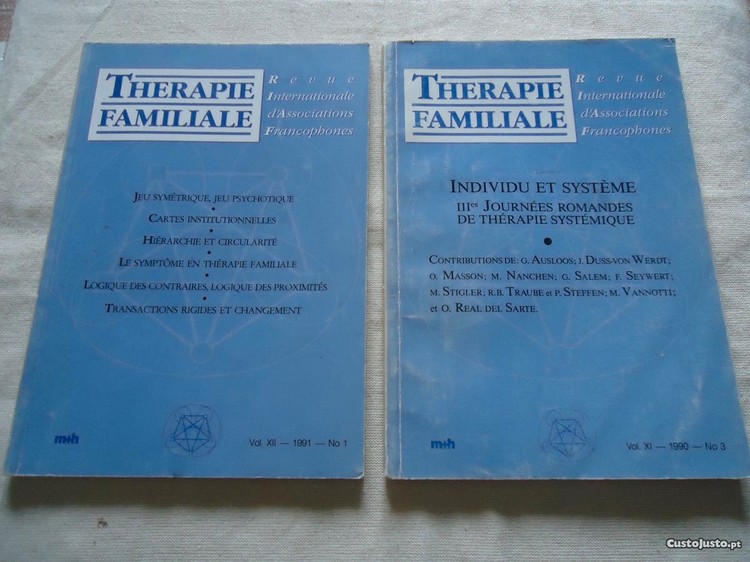 THERAPIE
FAMILIALE
Revue
Internationale
d'Associations
Francophones
JEU SYMÉTRIQUE, JEU PSYCHOTIQUE
•
CARTES INSTITUTIONNELLES
•
HIÉRARCHIE ET CIRCULARITÉ
•
LE SYMPTÔME EN THÉRAPIE FAMILIALE
•
LOGIQUE DES CONTRAIRES, LOGIQUE DES PROXIMITÉS
•
TRANSACTIONS RIGIDES ET CHANGEMENT
m+h
Vol. XII — 1991 — No 1
THERAPIE
FAMILIALE
Revue
Internationale
d'Associations
Francophones
INDIVIDU ET SYSTÈME
IIIes JOURNÉES ROMANDES
DE THÉRAPIE SYSTÉMIQUE
•
CONTRIBUTIONS DE: G. AUSLOOS; J. DUSS-VON WERDT;
O. MASSON; M. NANCHEN; G. SALEM; F. SEYWERT;
M. STIGLER; R.B. TRAUBE et P. STEFFEN; M. VANNOTTI;
et O. REAL DEL SARTE.
m+h
Vol. XI — 1990 — No 3
CustoJusto.pt